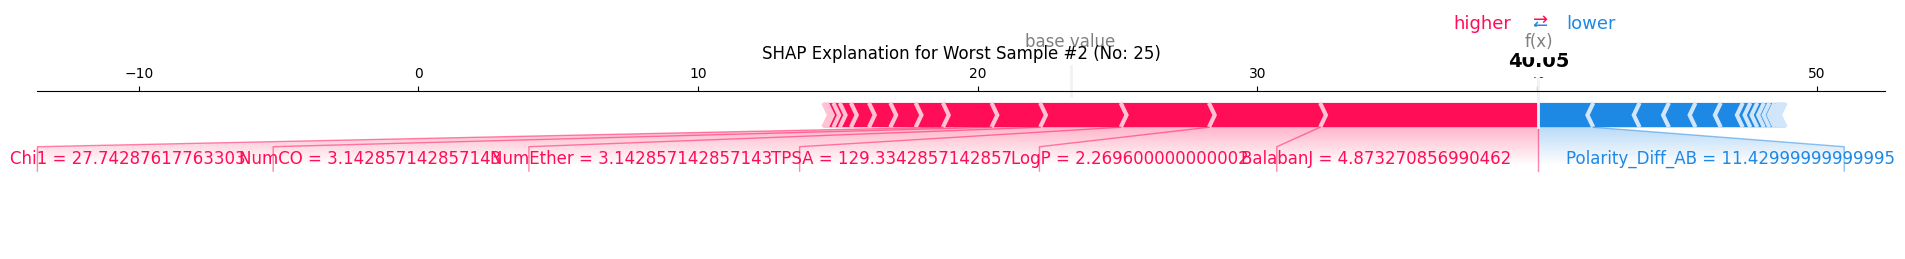 higher ⇄ lower
base value f(x)
SHAP Explanation for Worst Sample #2 (No: 25)
40.05
−10 0 10 20 30 50
Chi1 = 27.74287617763303 NumCO = 3.142857142857143 NumEther = 3.142857142857143 TPSA = 129.3342857142857 LogP = 2.269600000000002 BalabanJ = 4.873270856990462 Polarity_Diff_AB = 11.42999999999995